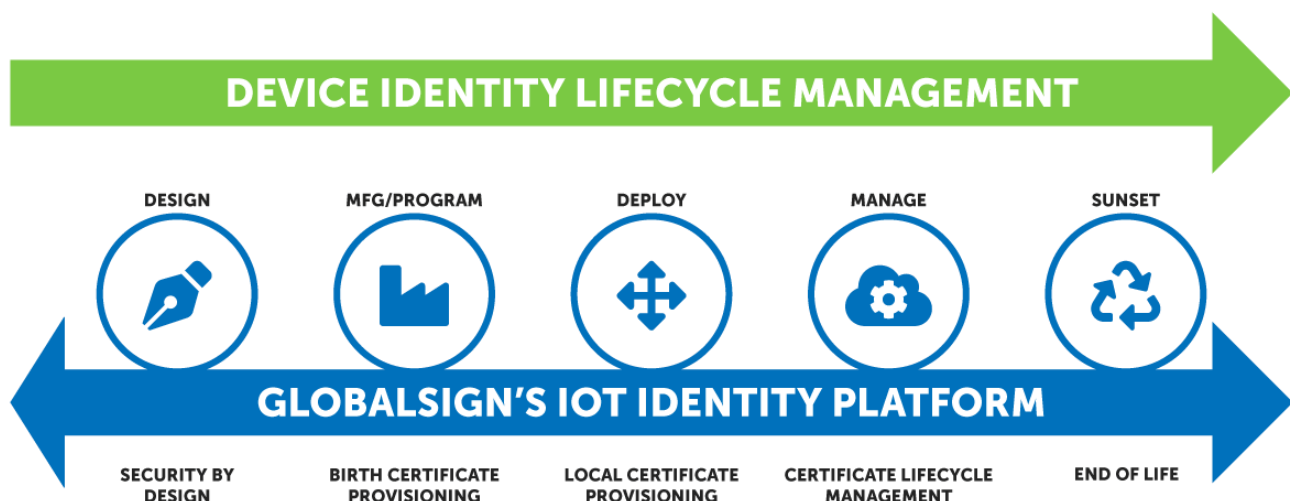 DEVICE IDENTITY LIFECYCLE MANAGEMENT
DESIGN
MFG/PROGRAM
DEPLOY
MANAGE
SUNSET
GLOBALSIGN'S IOT IDENTITY PLATFORM
SECURITY BY
DESIGN
BIRTH CERTIFICATE
PROVISIONING
LOCAL CERTIFICATE
PROVISIONING
CERTIFICATE LIFECYCLE
MANAGEMENT
END OF LIFE